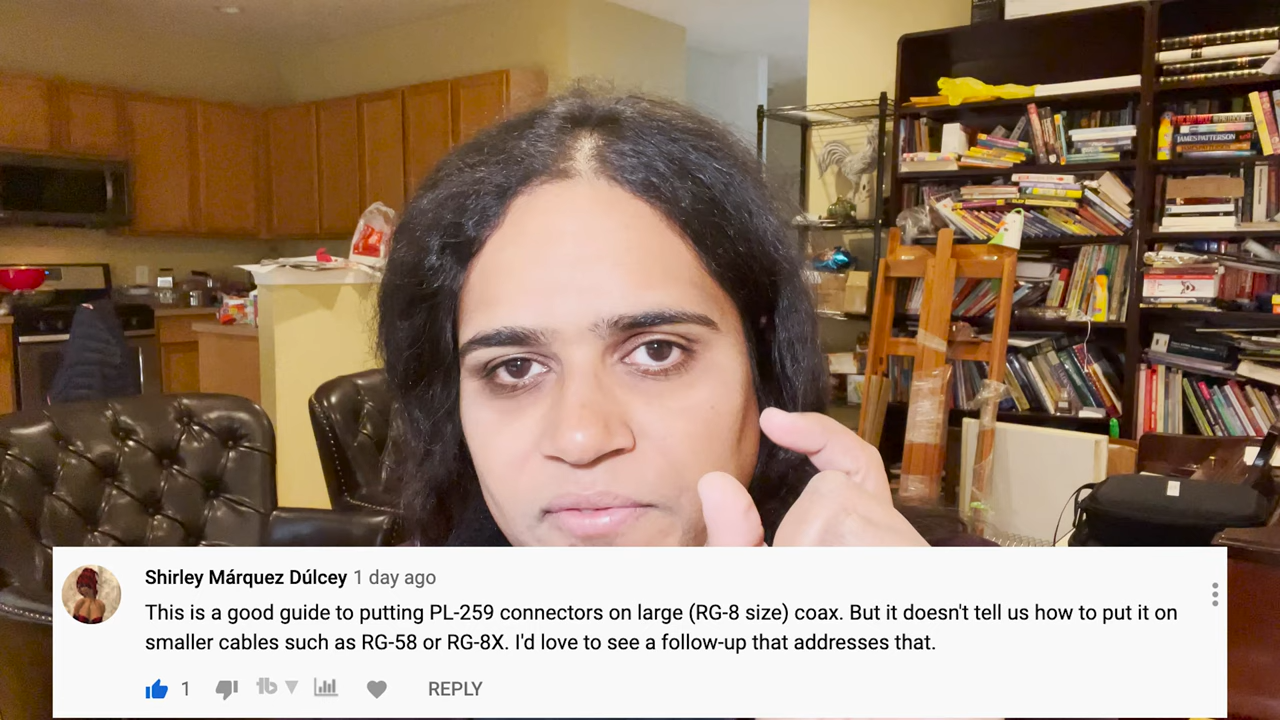 JAMES PATTERSON
Shirley Márquez Dúlcey 1 day ago
This is a good guide to putting PL-259 connectors on large (RG-8 size) coax. But it doesn't tell us how to put it on
smaller cables such as RG-58 or RG-8X. I'd love to see a follow-up that addresses that.
1 REPLY